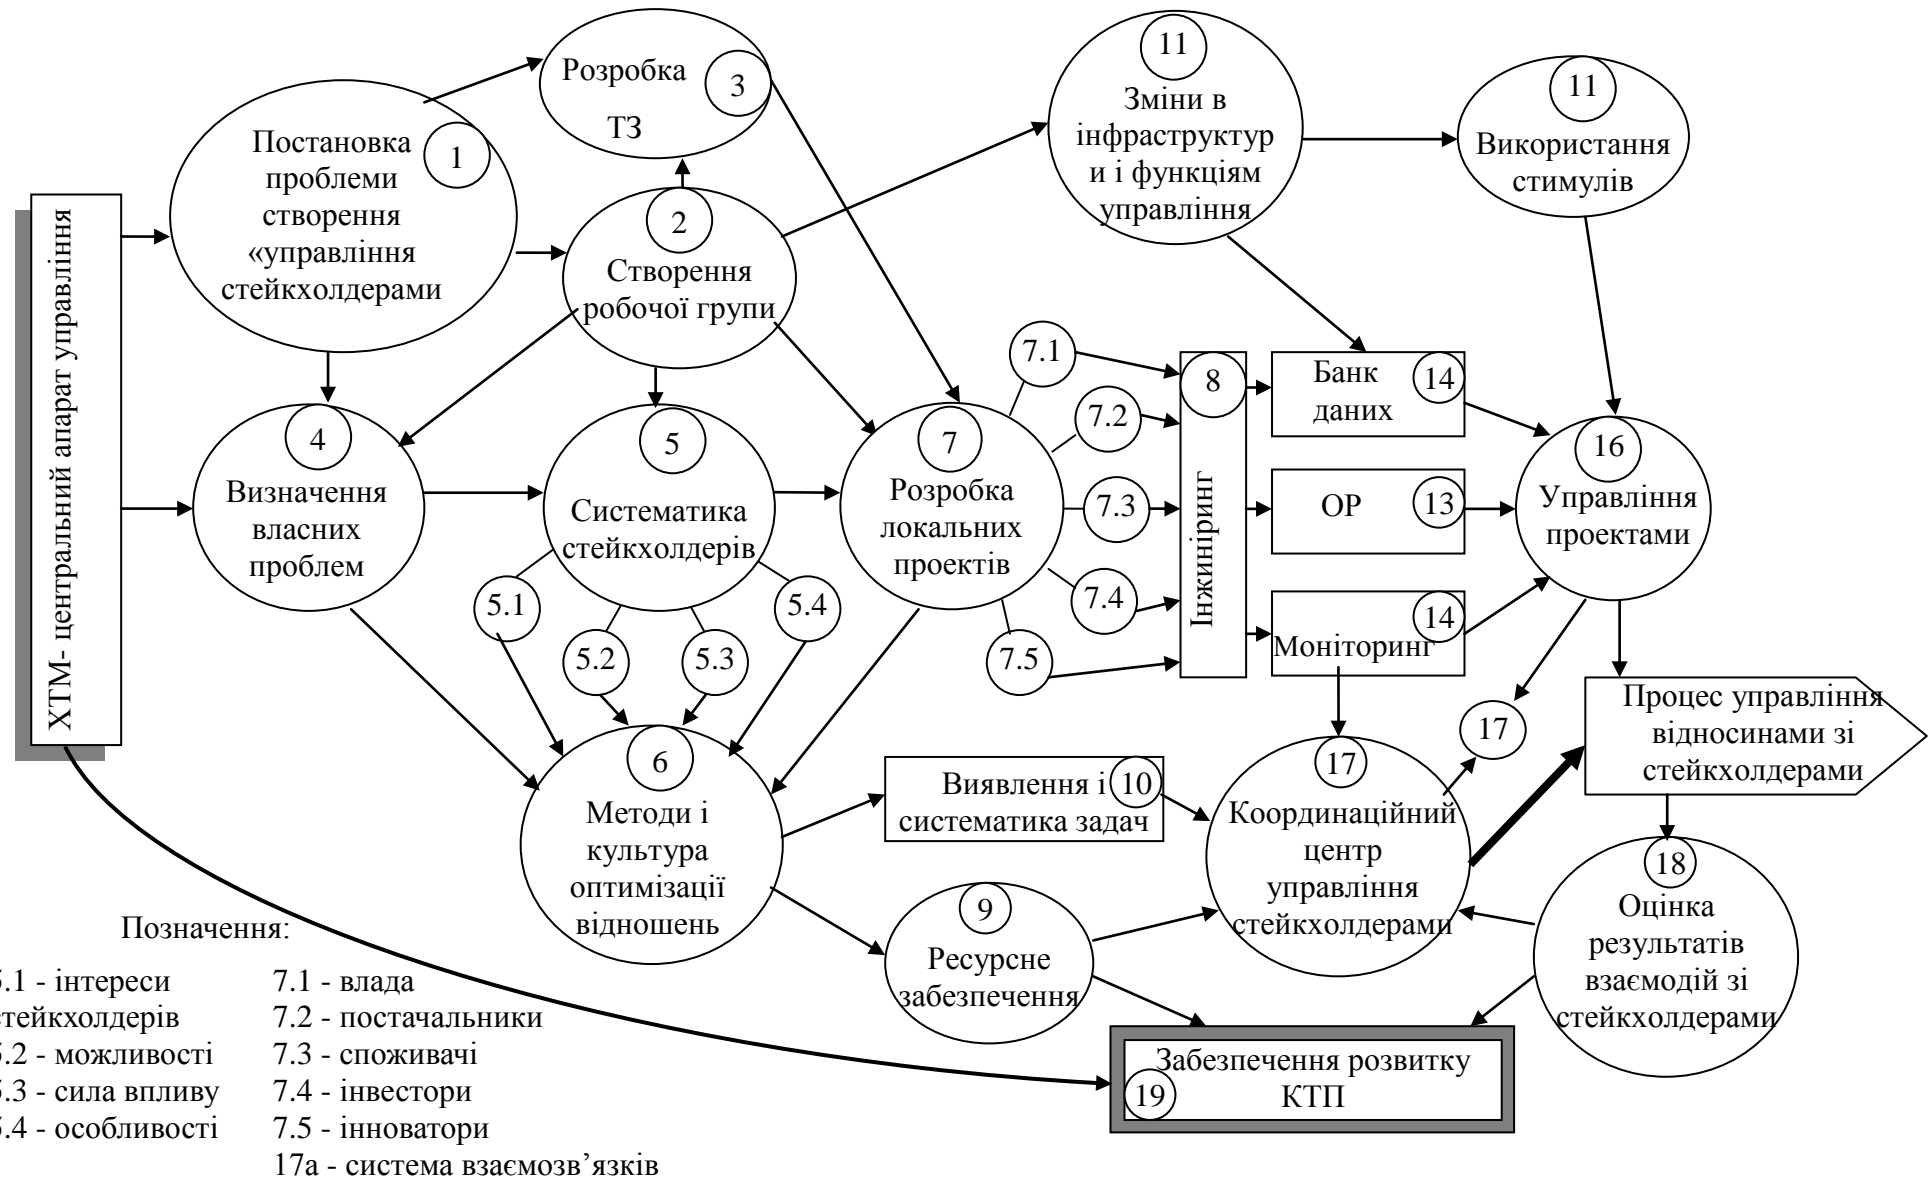 ХТМ- центральний апарат управління
1
Постановка
проблеми
створення
«управління
стейкхолдерами
Розробка
3
ТЗ
2
Створення
робочої групи
11
Зміни в
інфраструктур
и і функціям
управління
11
Використання
стимулів
4
Визначення
власних
проблем
5
Систематика
стейкхолдерів
5.1
5.2
5.3
5.4
7
Розробка
локальних
проектів
7.1
7.2
7.3
7.4
7.5
8
Інжиніринг
Банк
даних
14
ОР
13
Моніторинг
14
16
Управління
проектами
17
Процес управління
відносинами зі
стейкхолдерами
6
Методи і
культура
оптимізації
відношень
Виявлення і
систематика задач
10
17
Координаційний
центр
управління
стейкхолдерами
9
Ресурсне
забезпечення
18
Оцінка
результатів
взаємодій зі
стейкхолдерами
Забезпечення розвитку
КТП
19
Позначення:
5.1 - інтереси
стейкхолдерів
5.2 - можливості
5.3 - сила впливу
5.4 - особливості
7.1 - влада
7.2 - постачальники
7.3 - споживачі
7.4 - інвестори
7.5 - інноватори
17а - система взаємозв’язків